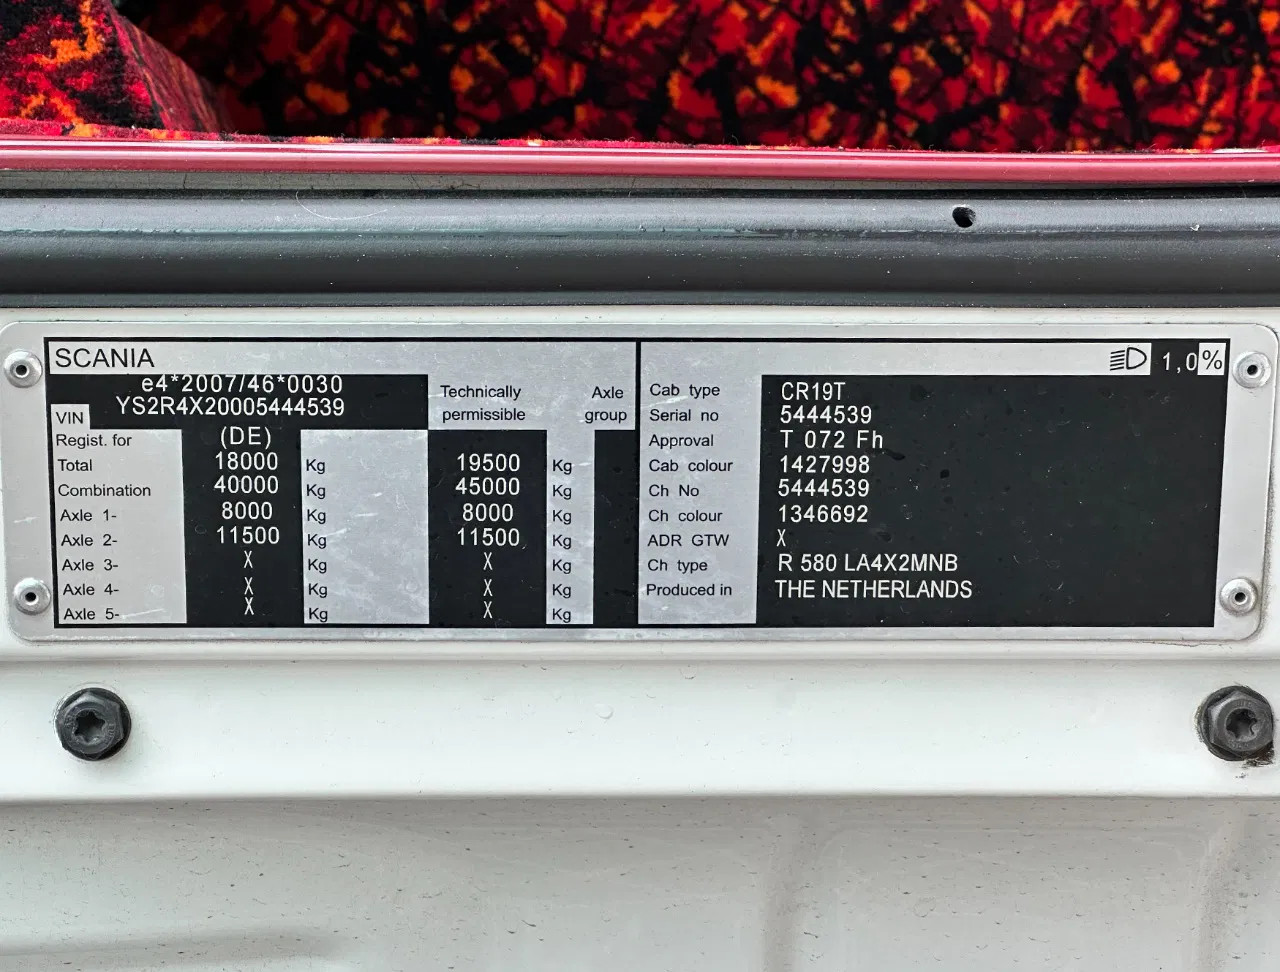 SCANIA
1,0%
e4*2007/46*0030
VIN YS2R4X20005444539
Technically permissible
Axle group
Regist. for (DE)
Total 18000 Kg 19500 Kg
Combination 40000 Kg 45000 Kg
Axle 1- 8000 Kg 8000 Kg
Axle 2- 11500 Kg 11500 Kg
Axle 3- X Kg X Kg
Axle 4- X Kg X Kg
Axle 5- X Kg X Kg
Cab type CR19T
Serial no 5444539
Approval T 072 Fh
Cab colour 1427998
Ch No 5444539
Ch colour 1346692
ADR GTW X
Ch type R 580 LA4X2MNB
Produced in THE NETHERLANDS